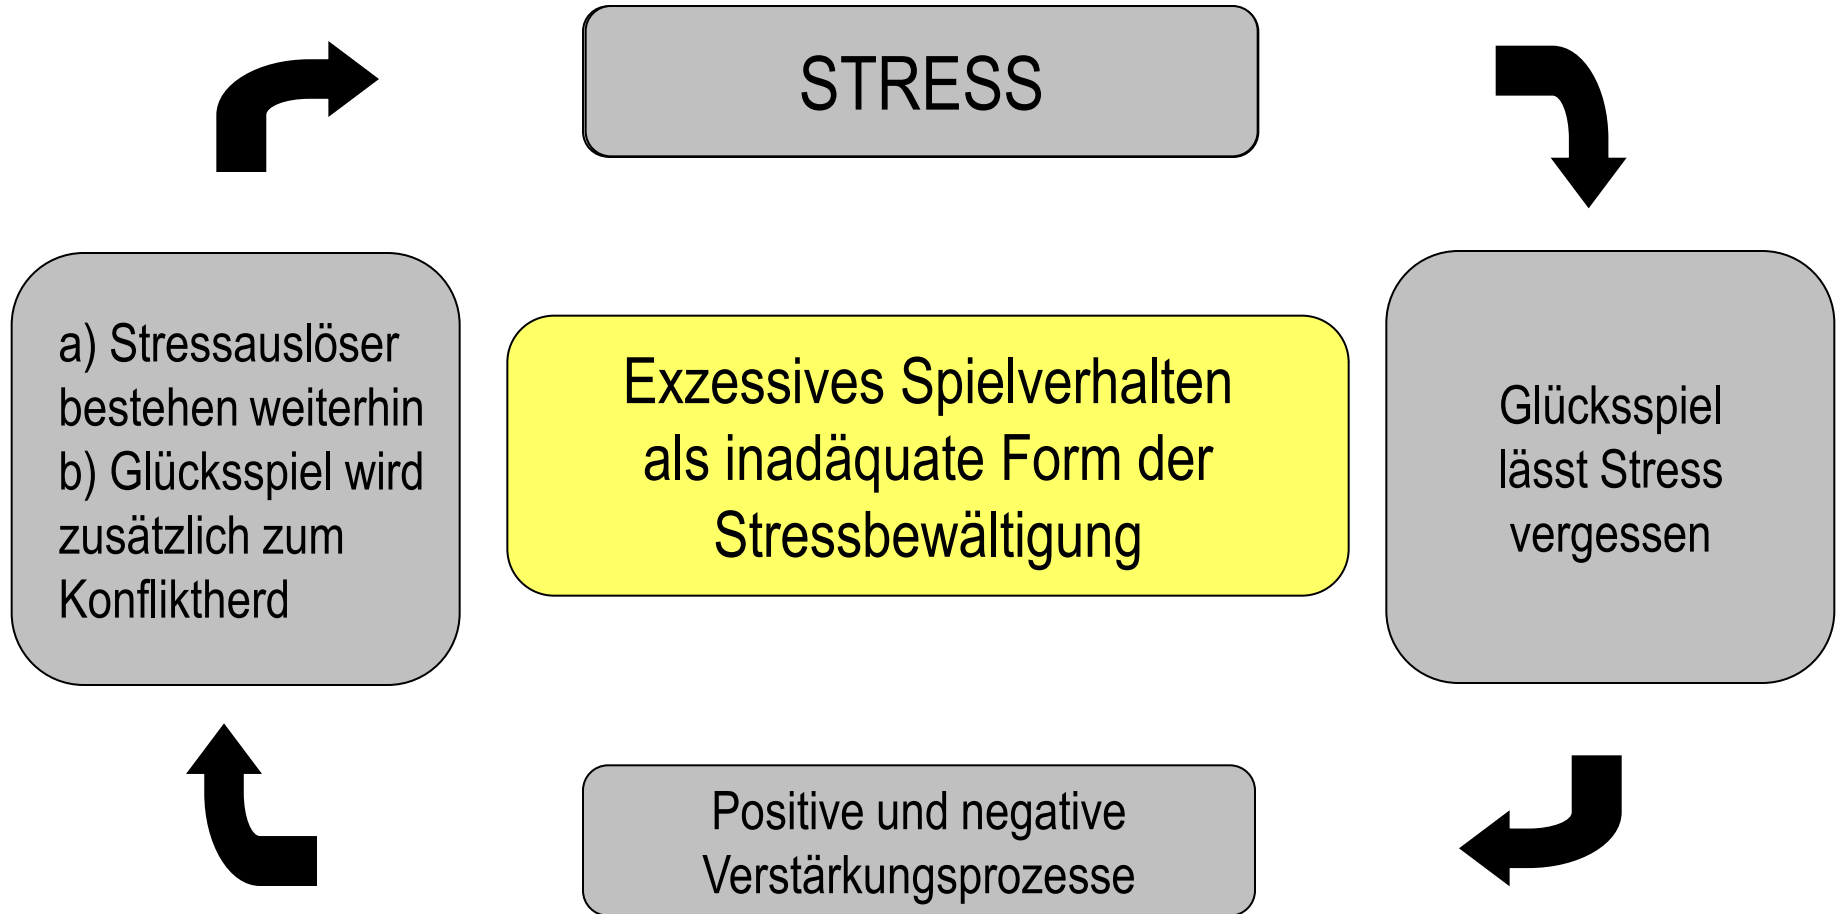 STRESS
a) Stressauslöser
bestehen weiterhin
b) Glücksspiel wird
zusätzlich zum
Konfliktherd
Exzessives Spielverhalten
als inadäquate Form der
Stressbewältigung
Glücksspiel
lässt Stress
vergessen
Positive und negative
Verstärkungsprozesse